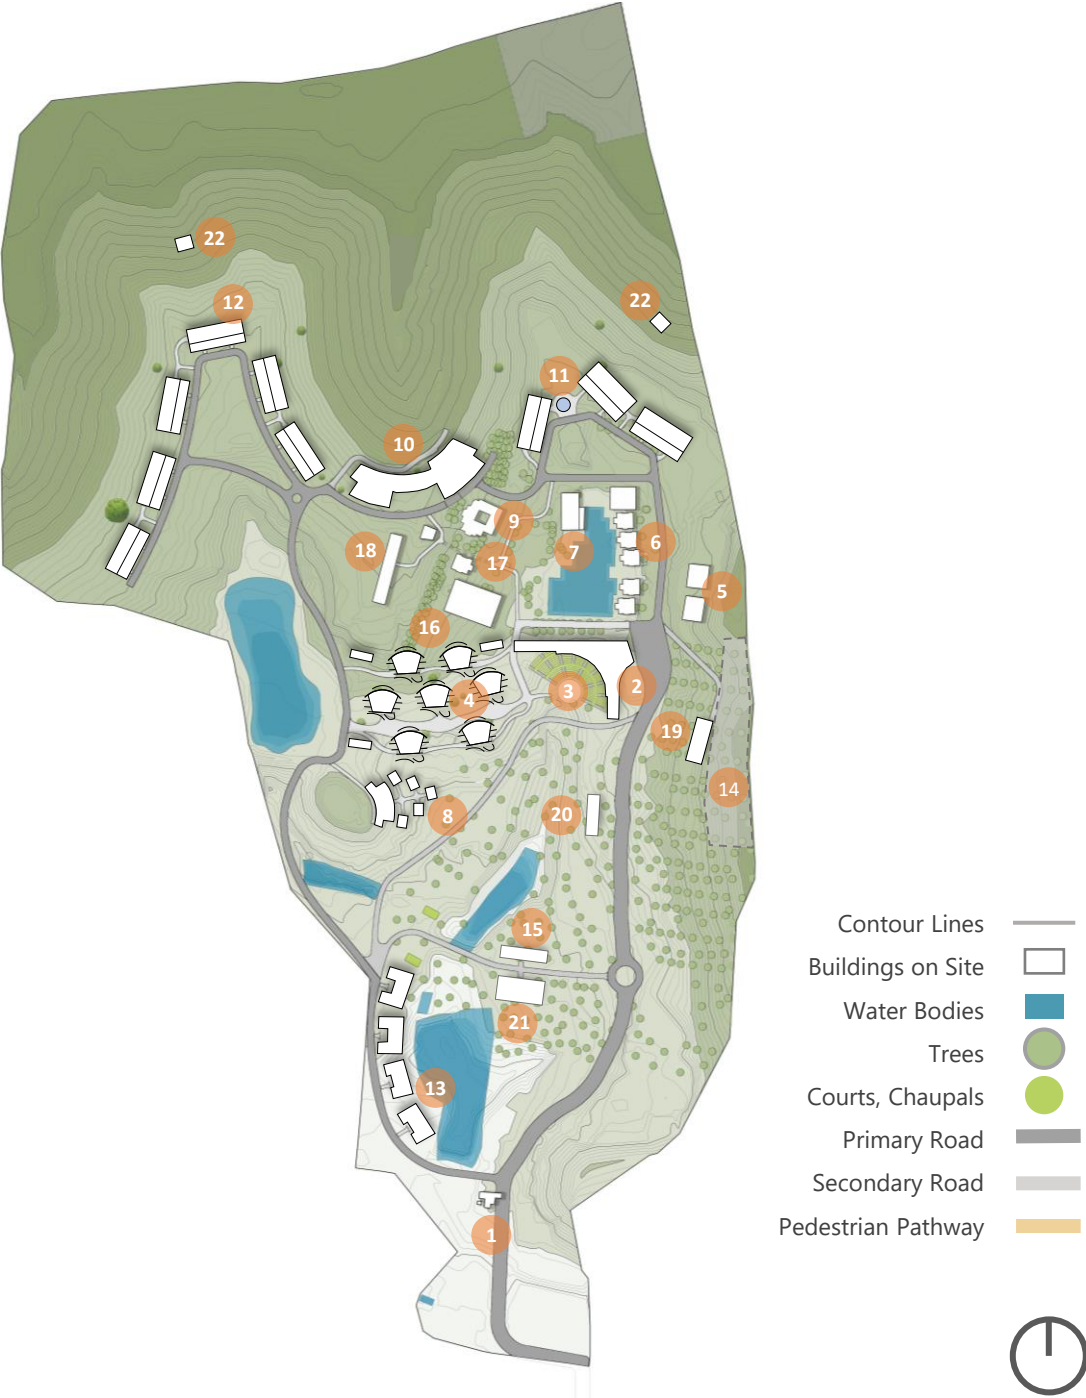 22
12
22
11
10
9
18
17
7
6
5
16
4
3
2
19
14
8
20
15
21
13
1
Contour Lines
Buildings on Site
Water Bodies
Trees
Courts, Chaupals
Primary Road
Secondary Road
Pedestrian Pathway